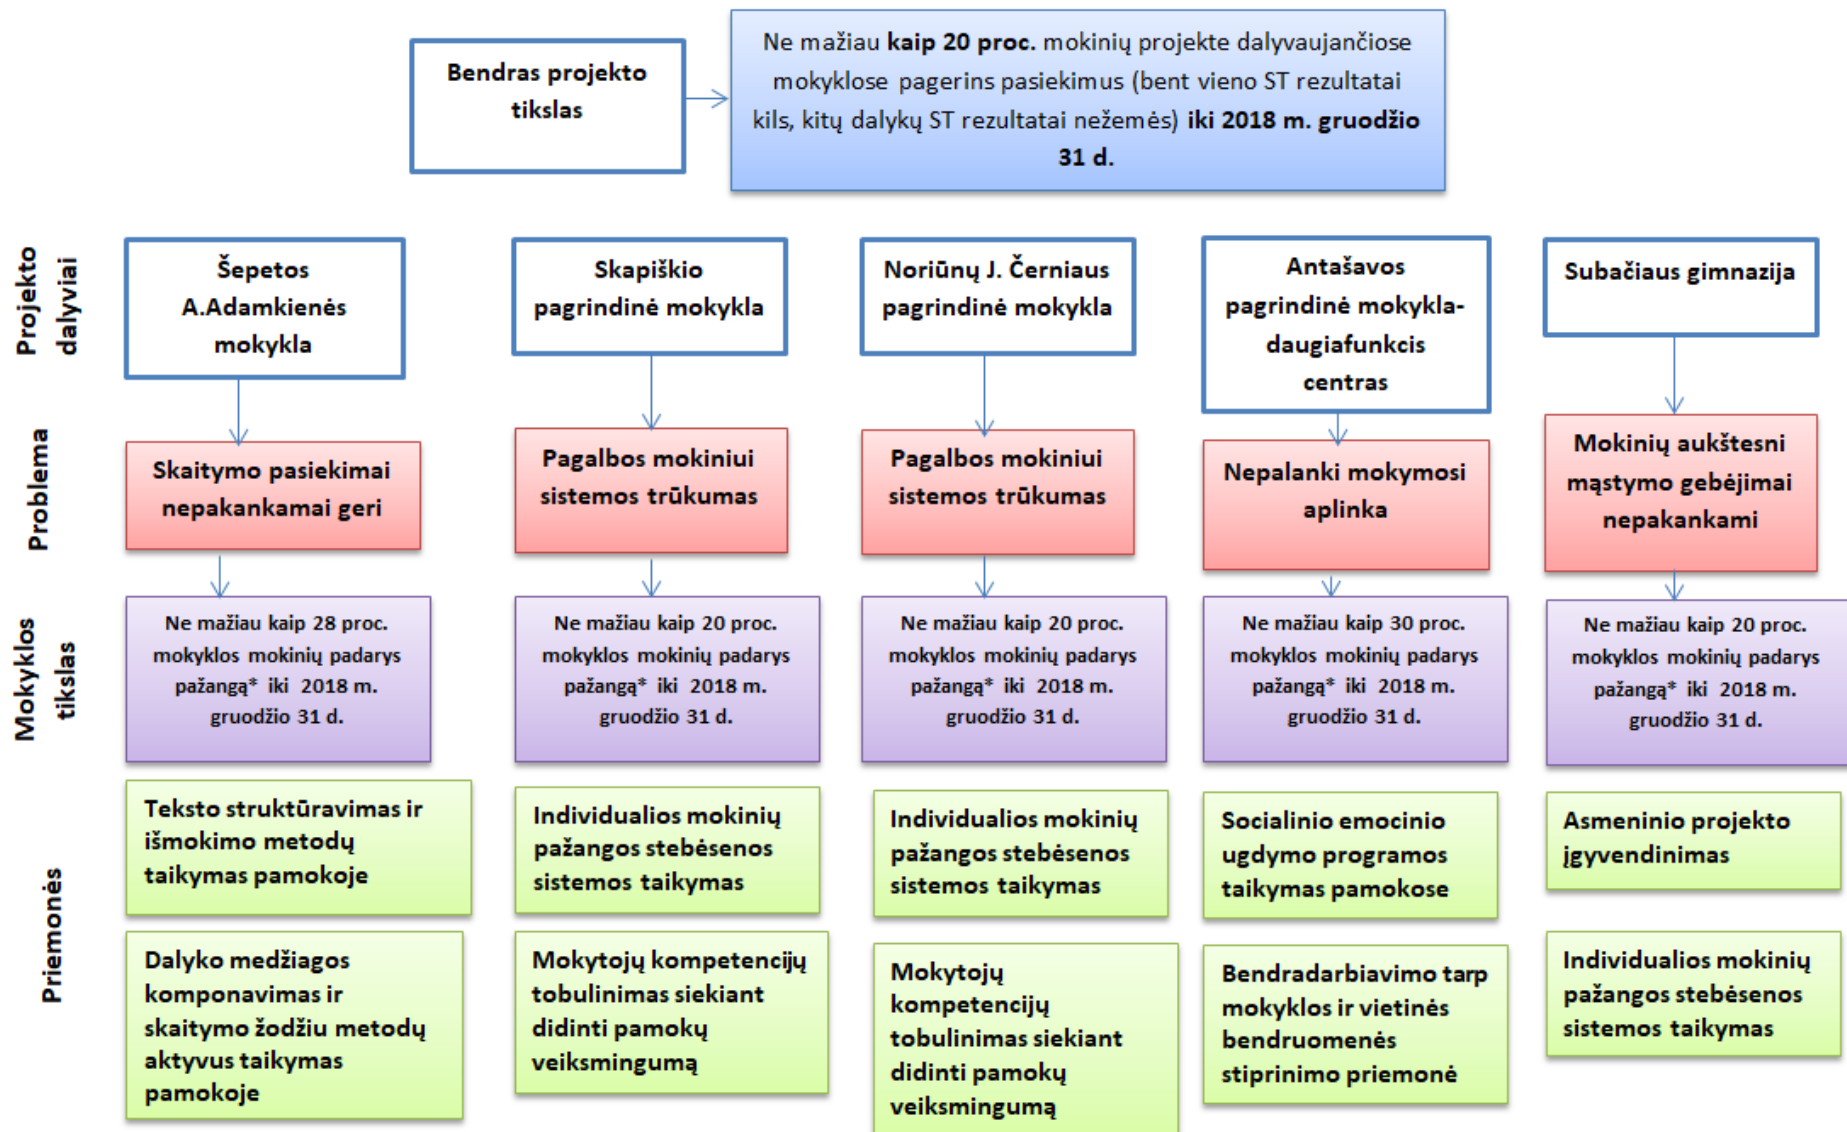 Bendras projekto
tikslas
Ne mažiau kaip 20 proc. mokinių projekte dalyvaujančiose
mokyklose pagerins pasiekimus (bent vieno ST rezultatai
kils, kitų dalykų ST rezultatai nežemės) iki 2018 m. gruodžio
31 d.
Projekto
dalyviai
Šepetos
A.Adamkienės
mokykla
Skapiškio
pagrindinė mokykla
Noriūnų J. Černiaus
pagrindinė mokykla
Antašavos
pagrindinė mokykla-
daugiafunkcis
centras
Subačiaus gimnazija
Problema
Skaitymo pasiekimai
nepakankamai geri
Pagalbos mokiniui
sistemos trūkumas
Pagalbos mokiniui
sistemos trūkumas
Nepalanki mokymosi
aplinka
Mokinių aukštesni
mąstymo gebėjimai
nepakankami
Mokyklos
tikslas
Ne mažiau kaip 28 proc.
mokyklos mokinių padarys
pažangą* iki 2018 m.
gruodžio 31 d.
Ne mažiau kaip 20 proc.
mokyklos mokinių padarys
pažangą* iki 2018 m.
gruodžio 31 d.
Ne mažiau kaip 20 proc.
mokyklos mokinių padarys
pažangą* iki 2018 m.
gruodžio 31 d.
Ne mažiau kaip 30 proc.
mokyklos mokinių padarys
pažangą* iki 2018 m.
gruodžio 31 d.
Ne mažiau kaip 20 proc.
mokyklos mokinių padarys
pažangą* iki 2018 m.
gruodžio 31 d.
Priemonės
Teksto struktūravimas ir
išmokimo metodų
taikymas pamokoje
Individualios mokinių
pažangos stebėsenos
sistemos taikymas
Individualios mokinių
pažangos stebėsenos
sistemos taikymas
Socialinio emocinio
ugdymo programos
taikymas pamokose
Asmeninio projekto
įgyvendinimas
Dalyko medžiagos
komponavimas ir
skaitymo žodžiu metodų
aktyvus taikymas
pamokoje
Mokytojų kompetencijų
tobulinimas siekiant
didinti pamokų
veiksmingumą
Mokytojų
kompetencijų
tobulinimas siekiant
didinti pamokų
veiksmingumą
Bendradarbiavimo tarp
mokyklos ir vietinės
bendruomenės
stiprinimo priemonė
Individualios mokinių
pažangos stebėsenos
sistemos taikymas